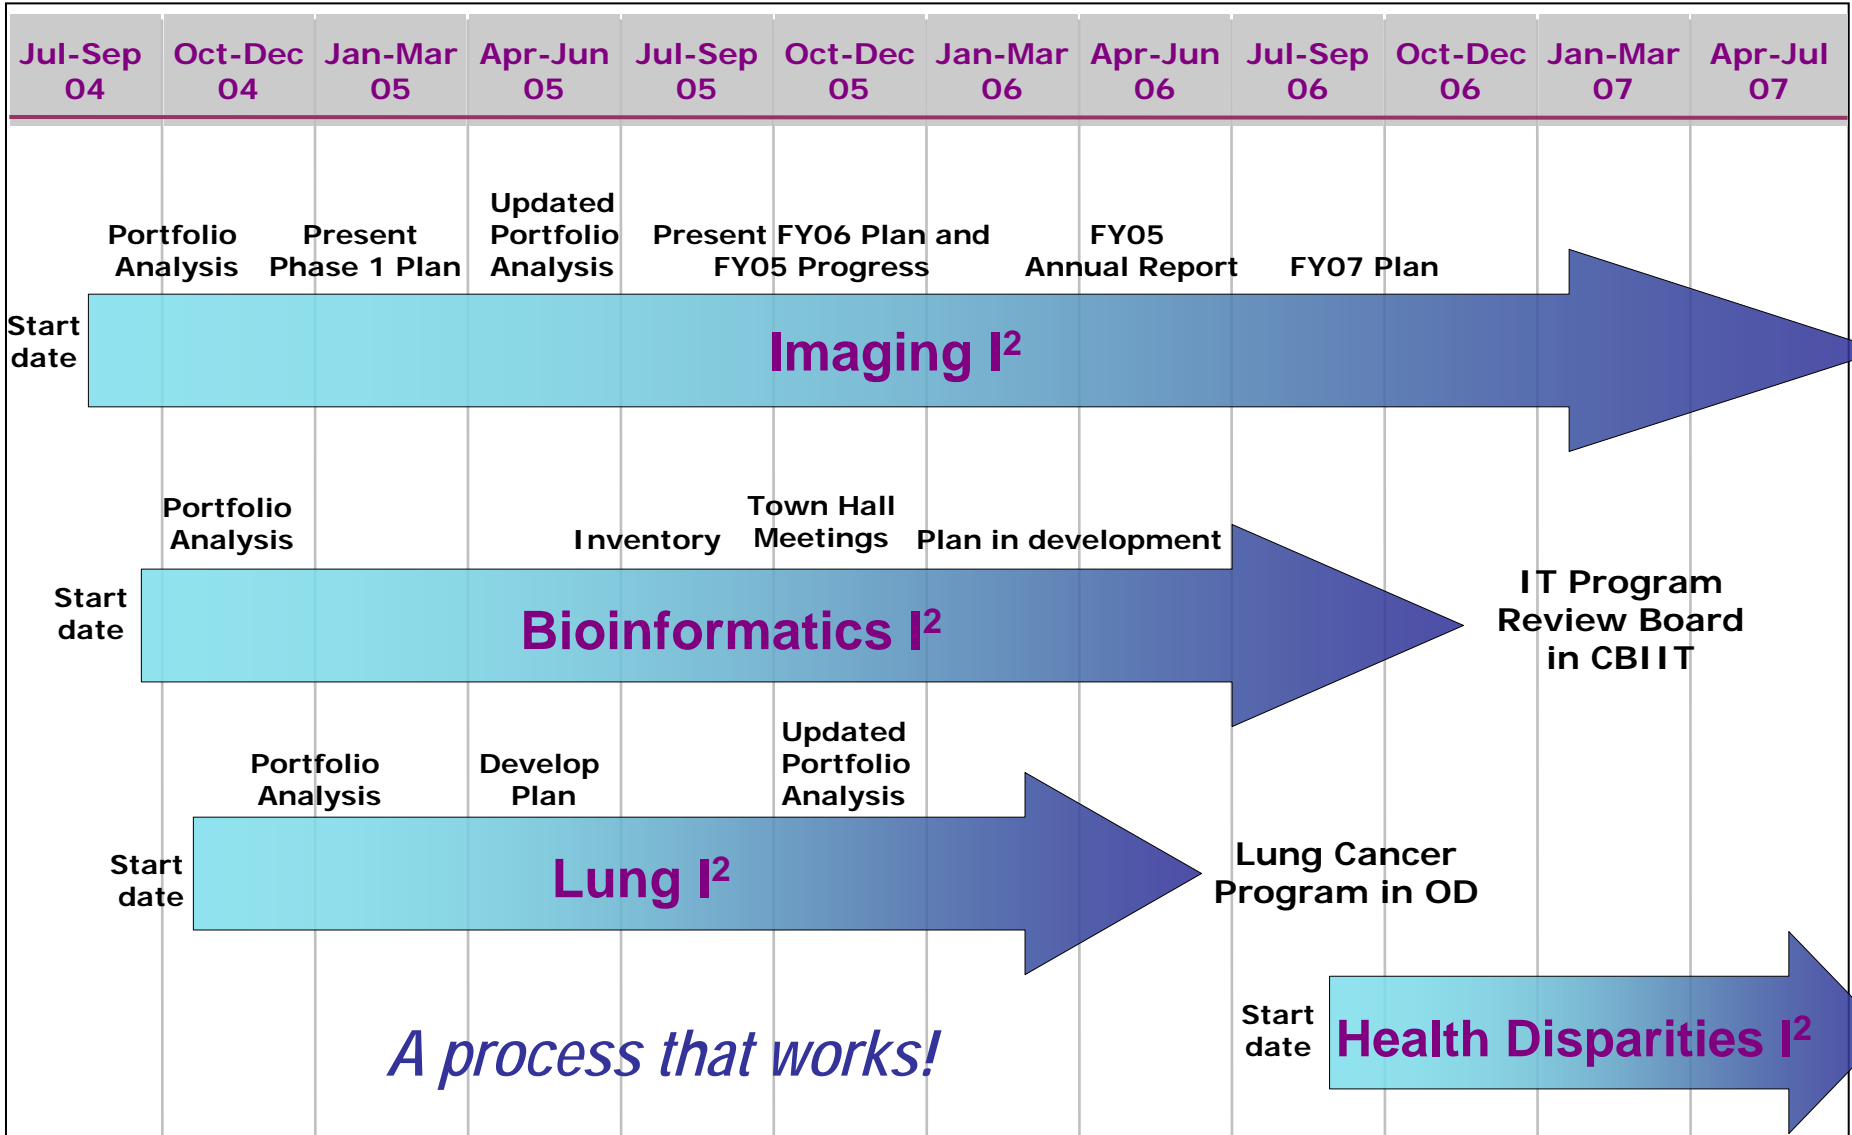 Jul-Sep 04
Oct-Dec 04
Jan-Mar 05
Apr-Jun 05
Jul-Sep 05
Oct-Dec 05
Jan-Mar 06
Apr-Jun 06
Jul-Sep 06
Oct-Dec 06
Jan-Mar 07
Apr-Jul 07
Portfolio
Analysis
Present
Phase 1 Plan
Updated
Portfolio
Analysis
Present FY06 Plan and
FY05 Progress
FY05
Annual Report
FY07 Plan
Start
date
Imaging I²
Portfolio
Analysis
Inventory
Town Hall
Meetings
Plan in development
Start
date
Bioinformatics I²
IT Program
Review Board
in CBIIT
Portfolio
Analysis
Develop
Plan
Updated
Portfolio
Analysis
Start
date
Lung I²
Lung Cancer
Program in OD
Start
date
Health Disparities I²
A process that works!